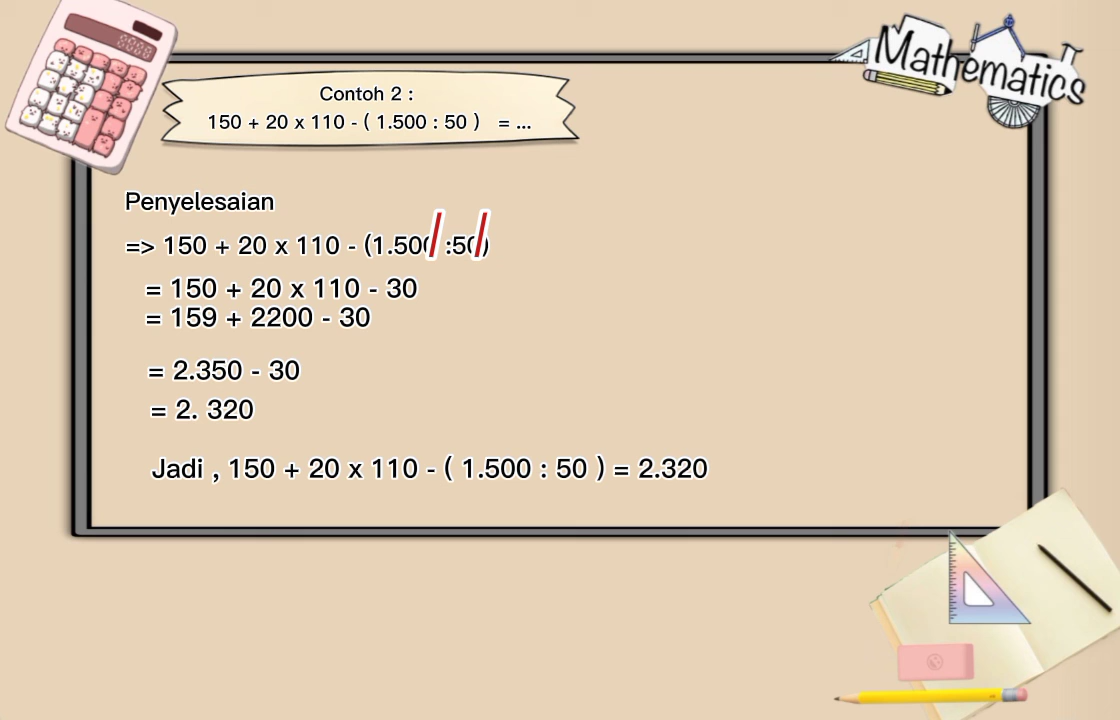 Mathematics
Contoh 2 :
150 + 20 x 110 - ( 1.500 : 50 ) = ...
Penyelesaian
=> 150 + 20 x 110 - (1.500 :50)
= 150 + 20 x 110 - 30
= 159 + 2200 - 30
= 2.350 - 30
= 2. 320
Jadi , 150 + 20 x 110 - ( 1.500 : 50 ) = 2.320